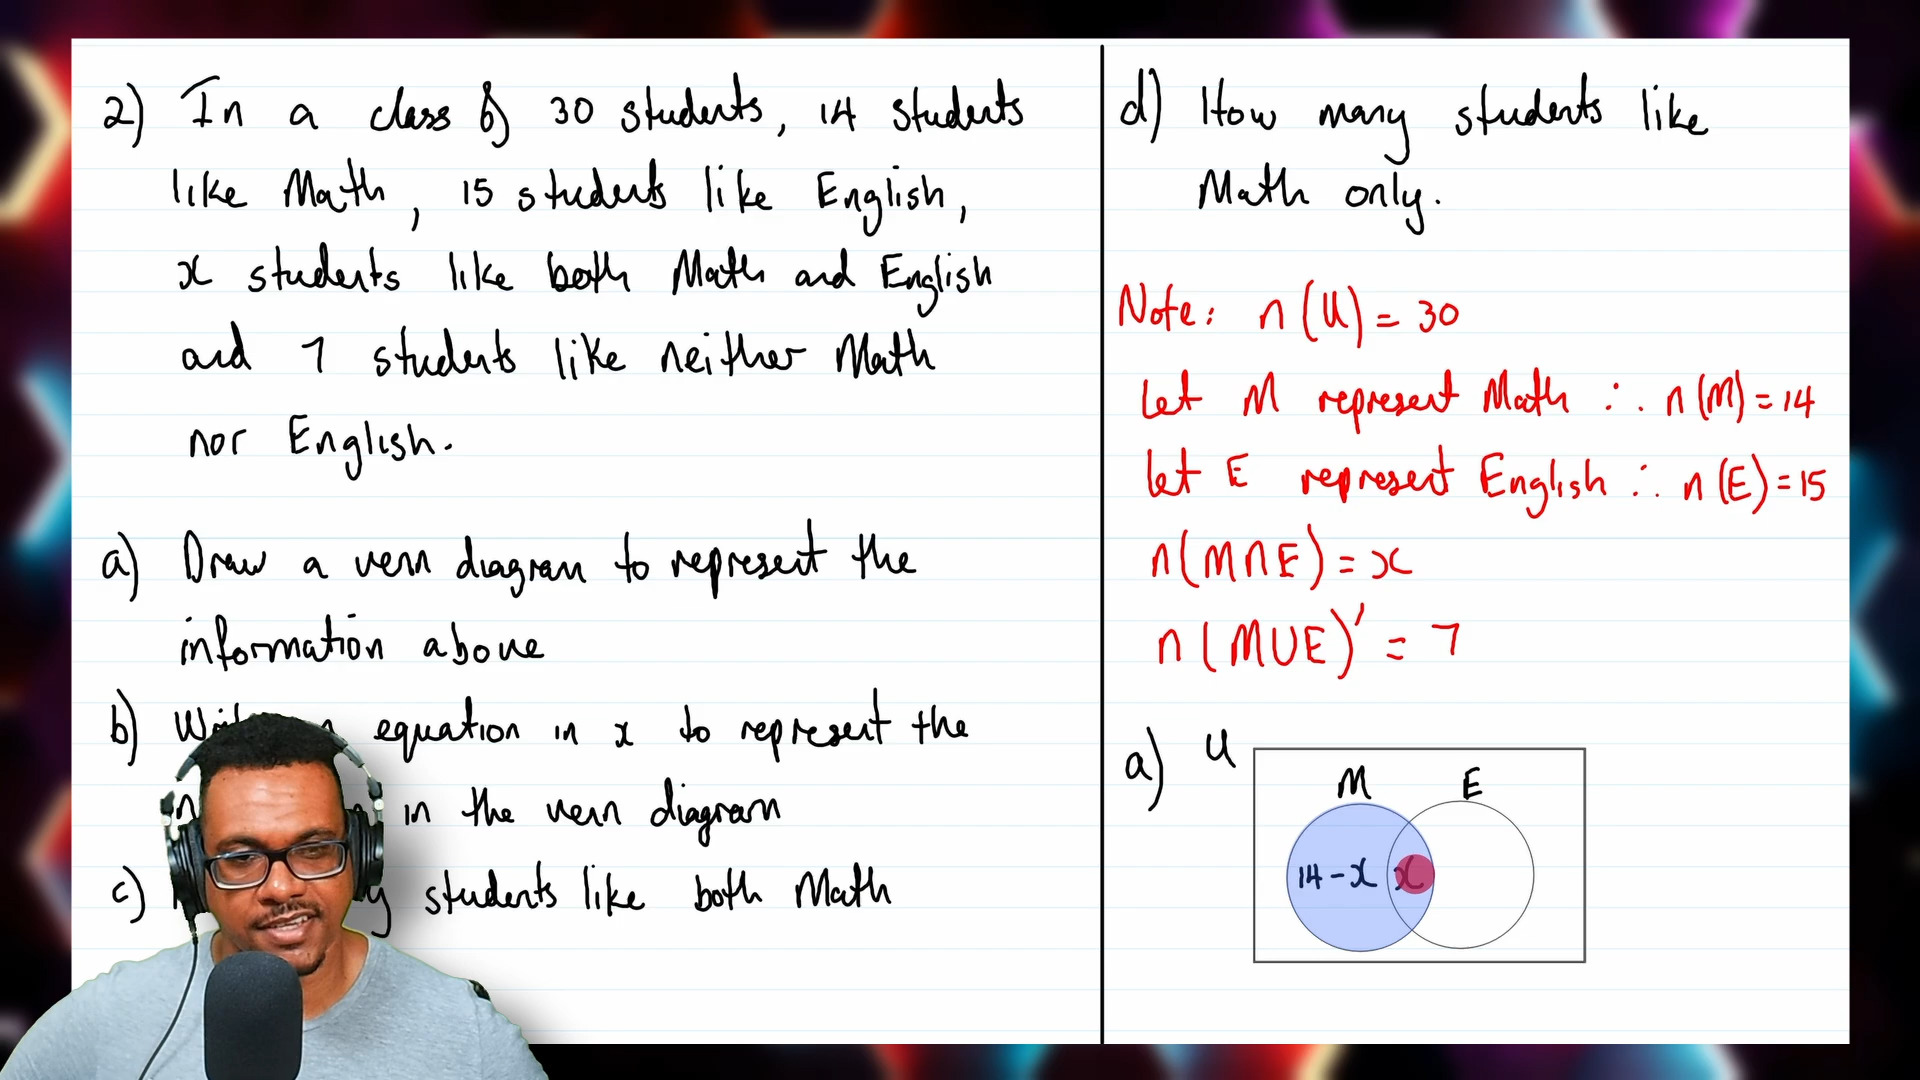 2) In a class of 30 students, 14 students
like Math, 15 students like English,
x students like both Math and English
and 7 students like neither Math
nor English.
a) Draw a venn diagram to represent the
information above
b) equation in x to represent the
in the venn diagram
c) students like both Math
d) How many students like
Math only.
Note: n(U) = 30
Let M represent Math ∴ n(M) = 14
Let E represent English ∴ n(E) = 15
n(M∩E) = x
n(M∪E)' = 7
a) U
M E
14 - x x